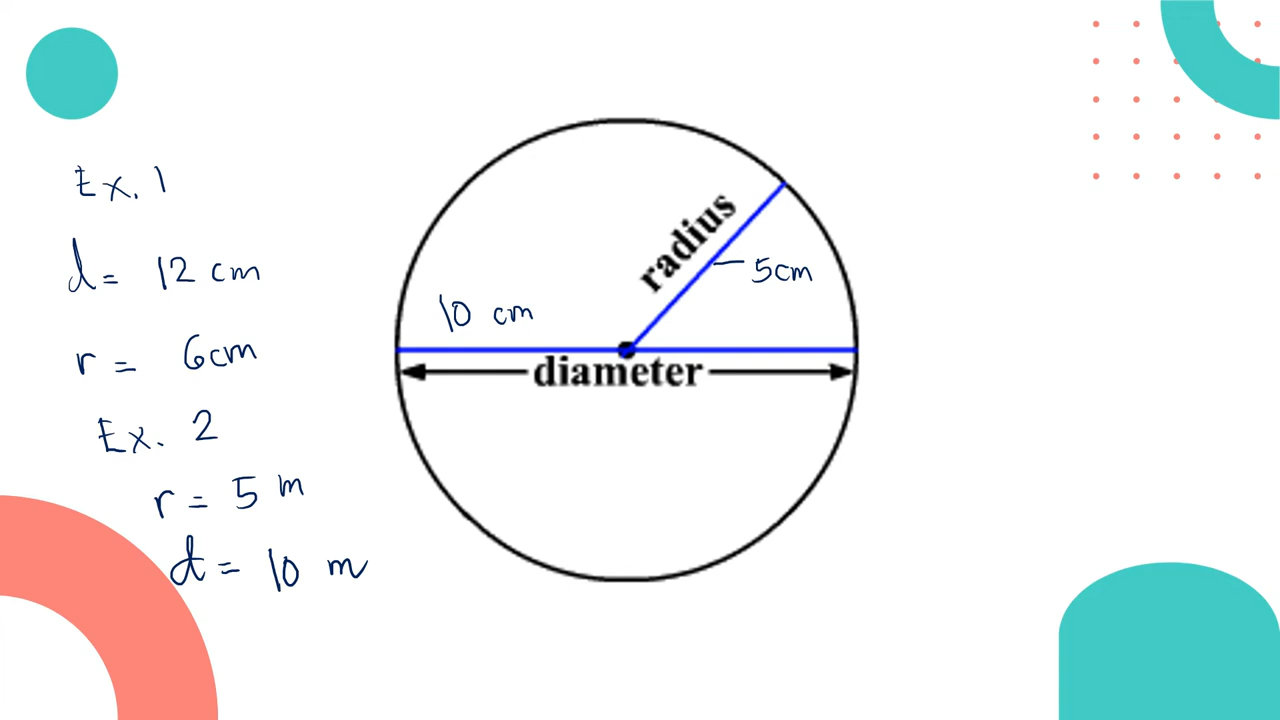 Ex. 1
d = 12 cm
r = 6cm
Ex. 2
r = 5 m
d = 10 m
radius
5cm
10 cm
diameter